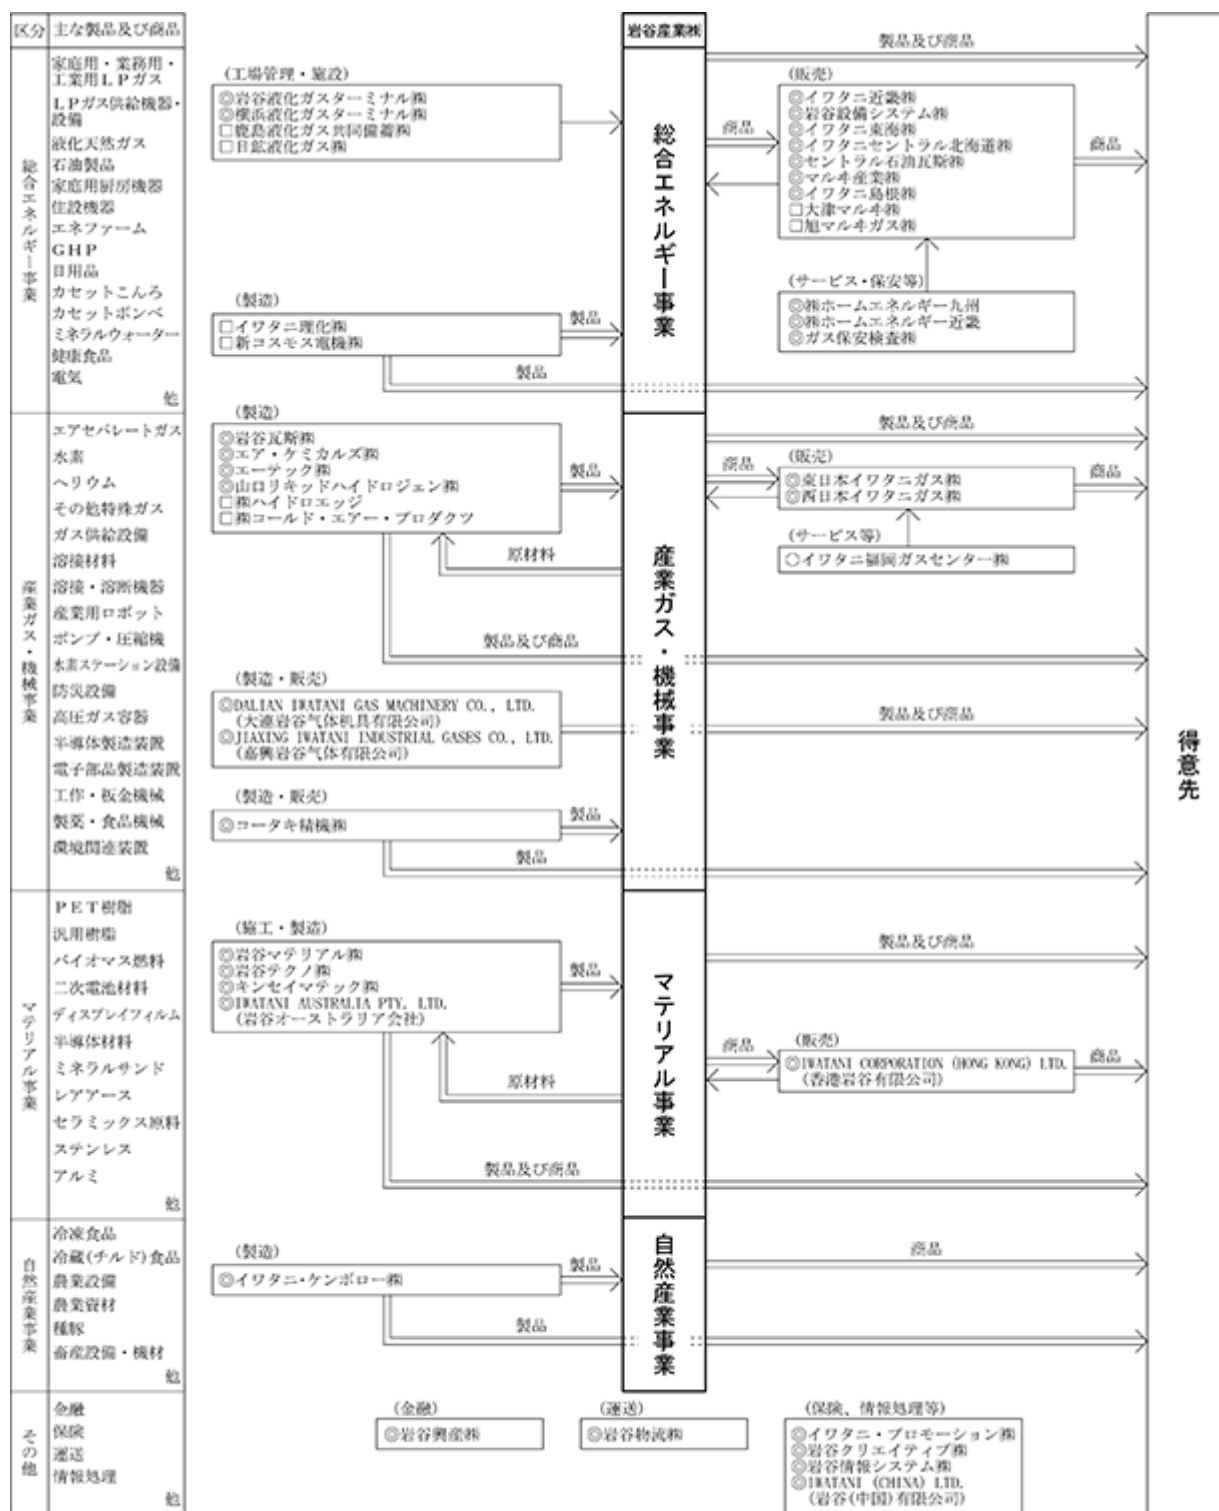 区分 主な製品及び商品
岩谷産業㈱
得意先
総合エネルギー事業
家庭用・業務用・
工業用LPガス
LPガス供給機器・
設備
液化天然ガス
石油製品
家庭用厨房機器
住設機器
エネファーム
GHP
日用品
カセットこんろ
カセットボンベ
ミネラルウォーター
健康食品
電気
他
(工場管理・施設)
◎岩谷液化ガスターミナル㈱
◎横浜液化ガスターミナル㈱
□鹿島液化ガス共同備蓄㈱
□日鉱液化ガス㈱
(製造)
□イワタニ理化㈱
□新コスモス電機㈱
製品
製品
総合エネルギー事業
製品及び商品
商品
(販売)
◎イワタニ近畿㈱
◎岩谷設備システム㈱
◎イワタニ東海㈱
◎イワタニセントラル北海道㈱
◎セントラル石油瓦斯㈱
◎マルヰ産業㈱
◎イワタニ島根㈱
□大津マルヰ㈱
□旭マルヰガス㈱
商品
(サービス・保安等)
◎㈱ホームエネルギー九州
◎㈱ホームエネルギー近畿
◎ガス保安検査㈱
産業ガス・機械事業
エアセパレートガス
水素
ヘリウム
その他特殊ガス
ガス供給設備
溶接材料
溶接・溶断機器
産業用ロボット
ポンプ・圧縮機
水素ステーション設備
防災設備
高圧ガス容器
半導体製造装置
電子部品製造装置
工作・板金機械
製薬・食品機械
環境関連装置
他
(製造)
◎岩谷瓦斯㈱
◎エア・ケミカルズ㈱
◎エーテック㈱
◎山口リキッドハイドロジェン㈱
□㈱ハイドロエッジ
□㈱コールド・エアー・プロダクツ
製品
原材料
製品及び商品
(製造・販売)
◎DALIAN IWATANI GAS MACHINERY CO., LTD.
(大連岩谷气体机具有限公司)
◎JIAXING IWATANI INDUSTRIAL GASES CO., LTD.
(嘉興岩谷气体有限公司)
(製造・販売)
◎コータキ精機㈱
製品
製品
産業ガス・機械事業
製品及び商品
商品
(販売)
◎東日本イワタニガス㈱
◎西日本イワタニガス㈱
商品
(サービス等)
○イワタニ福岡ガスセンター㈱
製品及び商品
マテリアル事業
PET樹脂
汎用樹脂
バイオマス燃料
二次電池材料
ディスプレイフィルム
半導体材料
ミネラルサンド
レアアース
セラミックス原料
ステンレス
アルミ
他
(施工・製造)
◎岩谷マテリアル㈱
◎岩谷テクノ㈱
◎キンセイマテック㈱
◎IWATANI AUSTRALIA PTY. LTD.
(岩谷オーストラリア会社)
製品
原材料
製品及び商品
マテリアル事業
製品及び商品
商品
(販売)
◎IWATANI CORPORATION (HONG KONG) LTD.
(香港岩谷有限公司)
商品
自然産業事業
冷凍食品
冷蔵(チルド)食品
農業設備
農業資材
種豚
畜産設備・機材
他
(製造)
◎イワタニ・ケンボロー㈱
製品
製品
自然産業事業
商品
その他
金融
保険
運送
情報処理
他
(金融)
◎岩谷興産㈱
(運送)
◎岩谷物流㈱
(保険、情報処理等)
◎イワタニ・プロモーション㈱
◎岩谷クリエイティブ㈱
◎岩谷情報システム㈱
◎IWATANI (CHINA) LTD.
(岩谷(中国)有限公司)